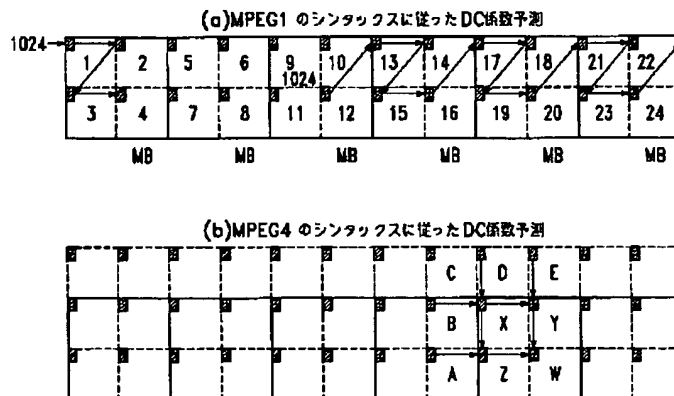 (a)MPEG1 のシンタックスに従ったDC係数予測
1024
1 2 5 6 9 10 13 14 17 18 21 22
1024
3 4 7 8 11 12 15 16 19 20 23 24
MB MB MB MB MB MB
(b)MPEG4 のシンタックスに従ったDC係数予測
C D E
B X Y
A Z W